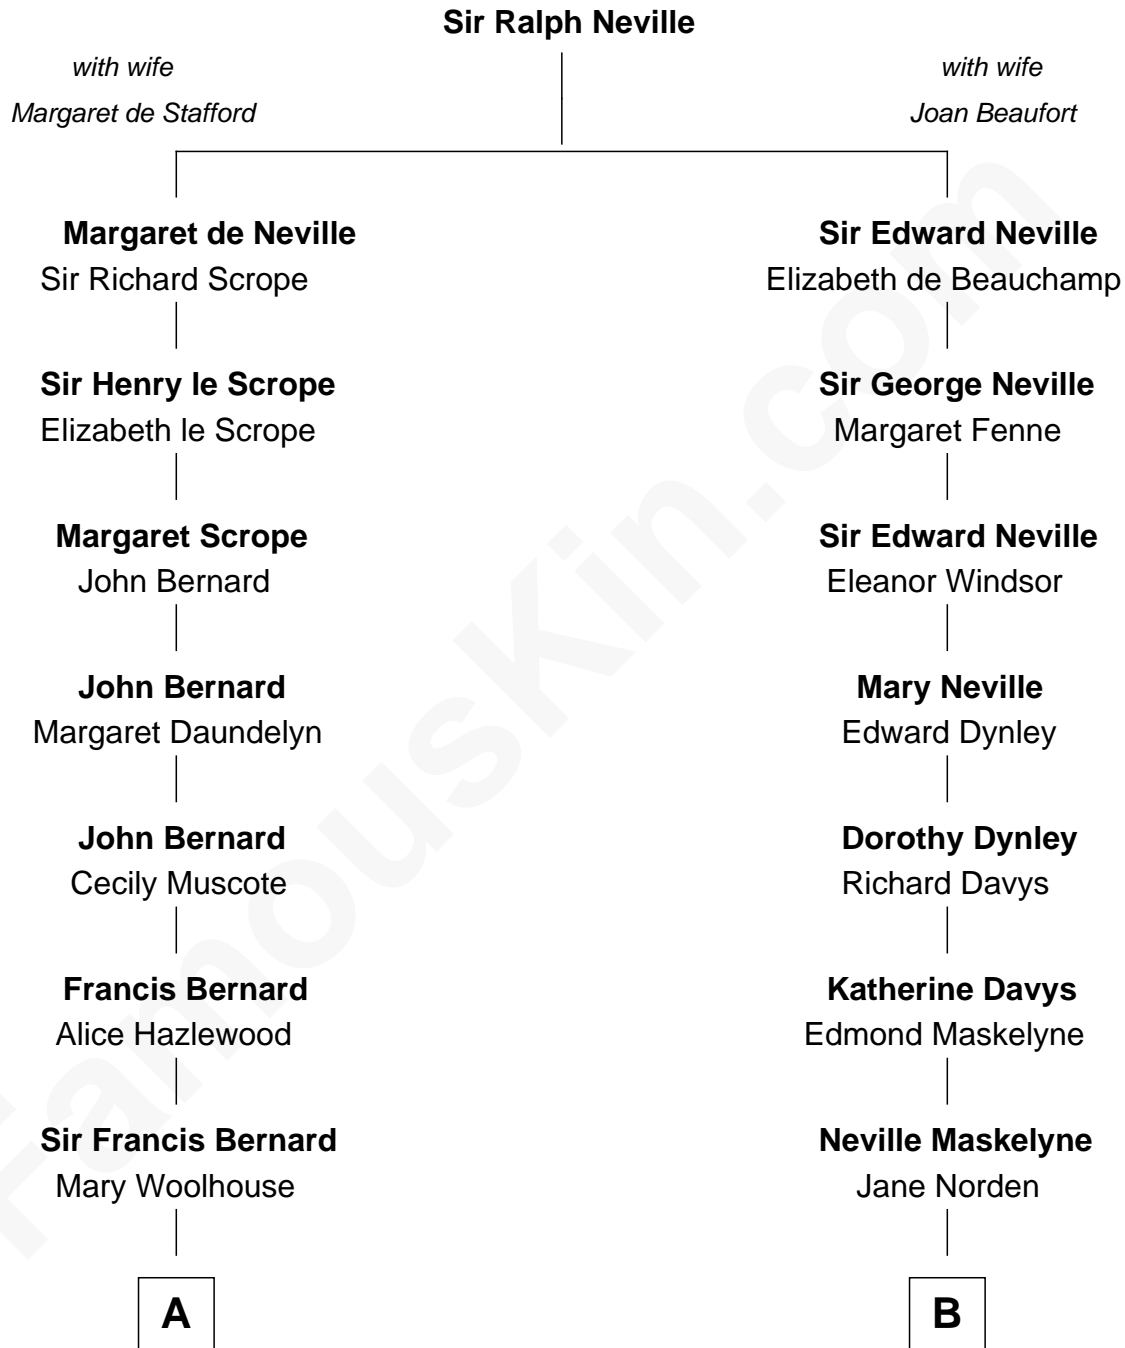 Sir Ralph Neville
with wife
Margaret de Stafford
with wife
Joan Beaufort
Margaret de Neville
Sir Richard Scrope
Sir Henry le Scrope
Elizabeth le Scrope
Margaret Scrope
John Bernard
John Bernard
Margaret Daundelyn
John Bernard
Cecily Muscote
Francis Bernard
Alice Hazlewood
Sir Francis Bernard
Mary Woolhouse
A
Sir Edward Neville
Elizabeth de Beauchamp
Sir George Neville
Margaret Fenne
Sir Edward Neville
Eleanor Windsor
Mary Neville
Edward Dynley
Dorothy Dynley
Richard Davys
Katherine Davys
Edmond Maskelyne
Neville Maskelyne
Jane Norden
B
FamousKin.com